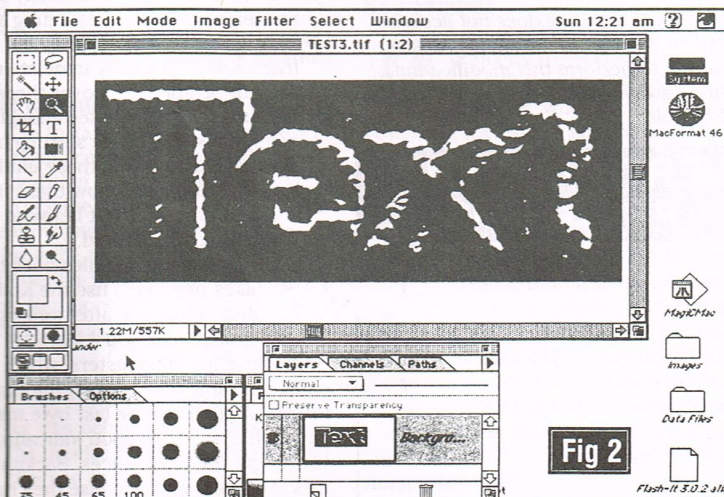 File Edit Mode Image Filter Select Window Sun 12:21 am
TEST3.tif (1:2)
Text
System
MacFormat 46
1.22M/557K
MagiCMac
Images
Data Files
Flash-It 3.0.2
Brushes Options
75 45 65 100
Layers Channels Paths
Normal
Preserve Transparency
Text Backgro...
Fig 2